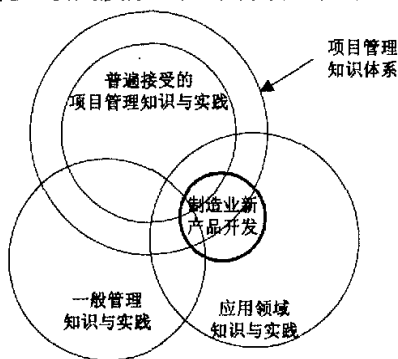 项目管理
知识体系
普遍接受的
项目管理知识与实践
制造业新
产品开发
一般管理
知识与实践
应用领域
知识与实践